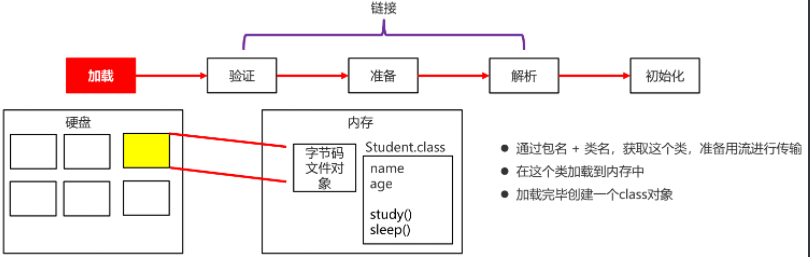 链接
加载
验证
准备
解析
初始化
硬盘
内存
字节码
文件对
象
Student.class
name
age
study()
sleep()
● 通过包名 + 类名，获取这个类，准备用流进行传输
● 在这个类加载到内存中
● 加载完毕创建一个class对象